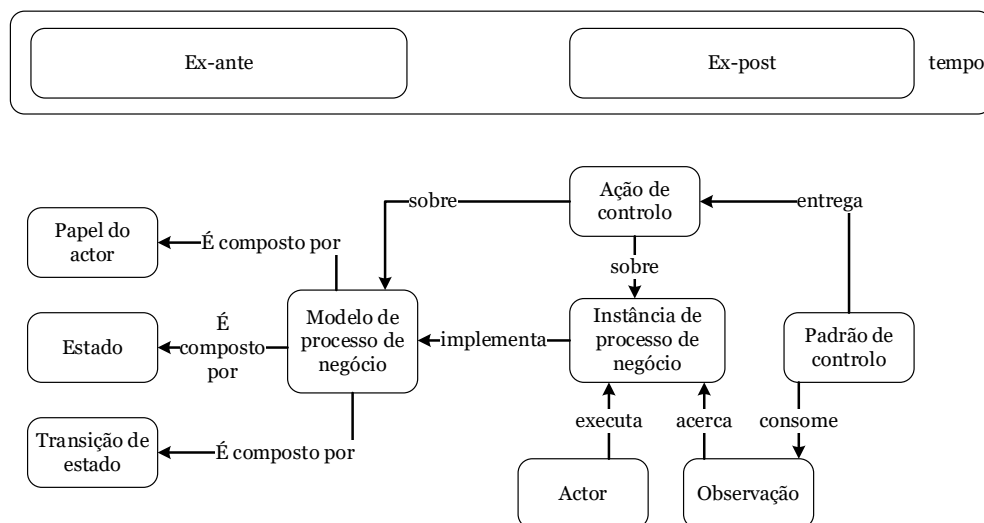 Ex-ante
Ex-post
tempo
Ação de
controlo
sobre
entrega
Papel do
actor
É composto por
sobre
Modelo de
processo de
negócio
Instância de
processo de
negócio
Padrão de
controlo
Estado
É
composto
por
implementa
executa
acerca
consome
Transição de
estado
É composto por
Actor
Observação